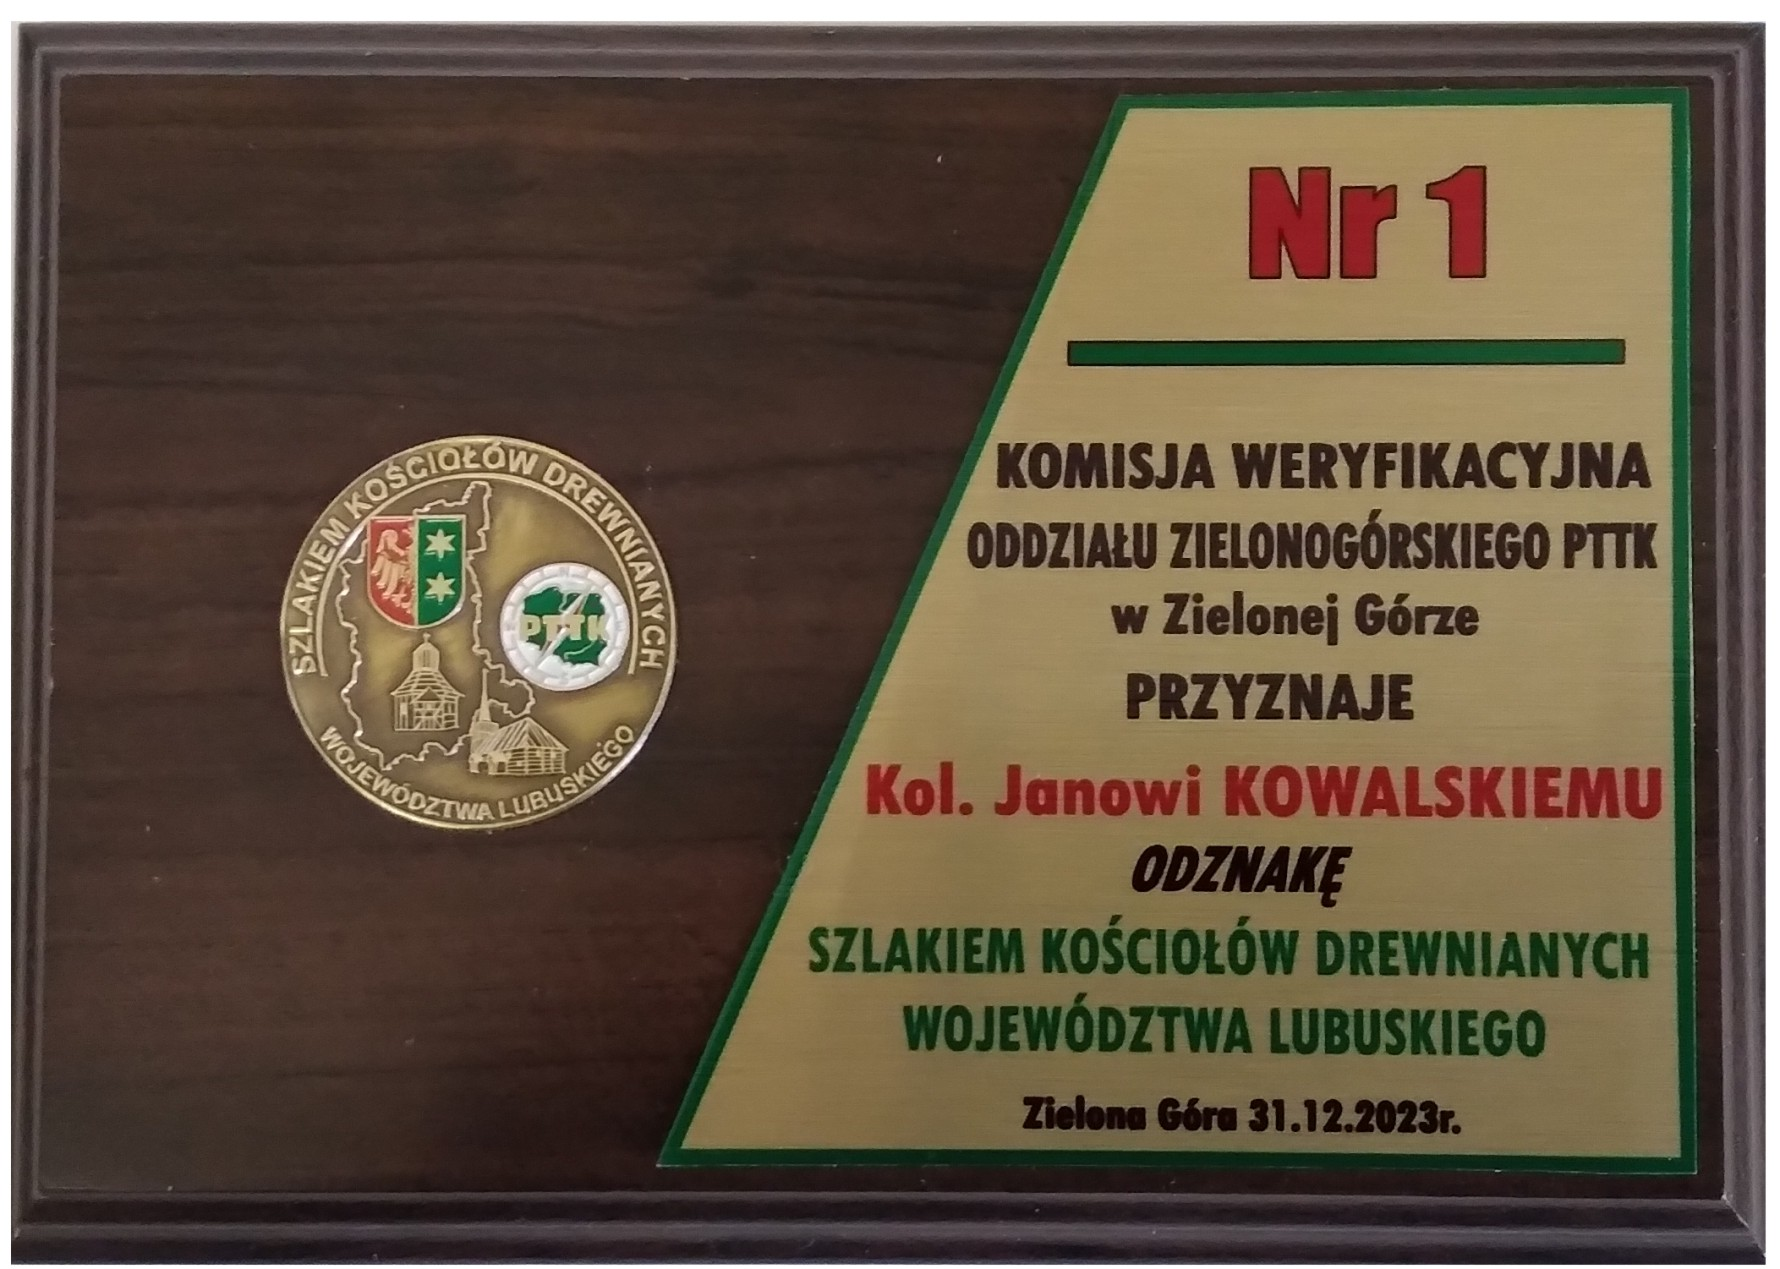 SZLAKIEM KOŚCIOŁÓW DREWNIANYCH
PTTK
WOJEWÓDZTWA LUBUSKIEGO
Nr 1
KOMISJA WERYFIKACYJNA
ODDZIAŁU ZIELONOGÓRSKIEGO PTTK
w Zielonej Górze
PRZYZNAJE
Kol. Janowi KOWALSKIEMU
ODZNAKĘ
SZLAKIEM KOŚCIOŁÓW DREWNIANYCH
WOJEWÓDZTWA LUBUSKIEGO
Zielona Góra 31.12.2023r.